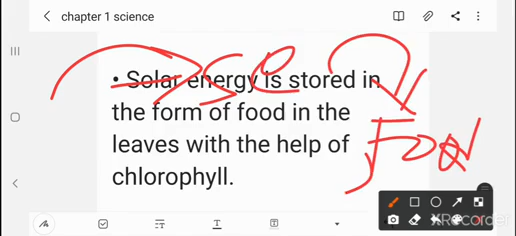 chapter 1 science
• Solar energy is stored in
the form of food in the
leaves with the help of
chlorophyll.
se